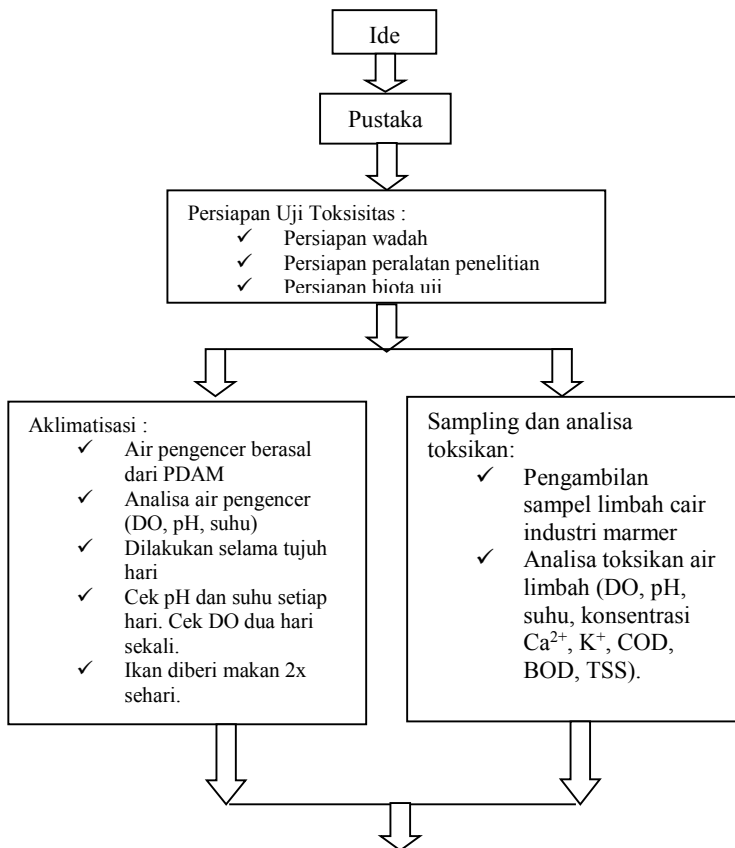 Ide
Pustaka
Persiapan Uji Toksisitas :
✓ Persiapan wadah
✓ Persiapan peralatan penelitian
✓ Persiapan biota uji
Aklimatisasi :
✓ Air pengencer berasal
dari PDAM
✓ Analisa air pengencer
(DO, pH, suhu)
✓ Dilakukan selama tujuh
hari
✓ Cek pH dan suhu setiap
hari. Cek DO dua hari
sekali.
✓ Ikan diberi makan 2x
sehari.
Sampling dan analisa
toksikan:
✓ Pengambilan
sampel limbah cair
industri marmer
✓ Analisa toksikan air
limbah (DO, pH,
suhu, konsentrasi
Ca²⁺, K⁺, COD,
BOD, TSS).